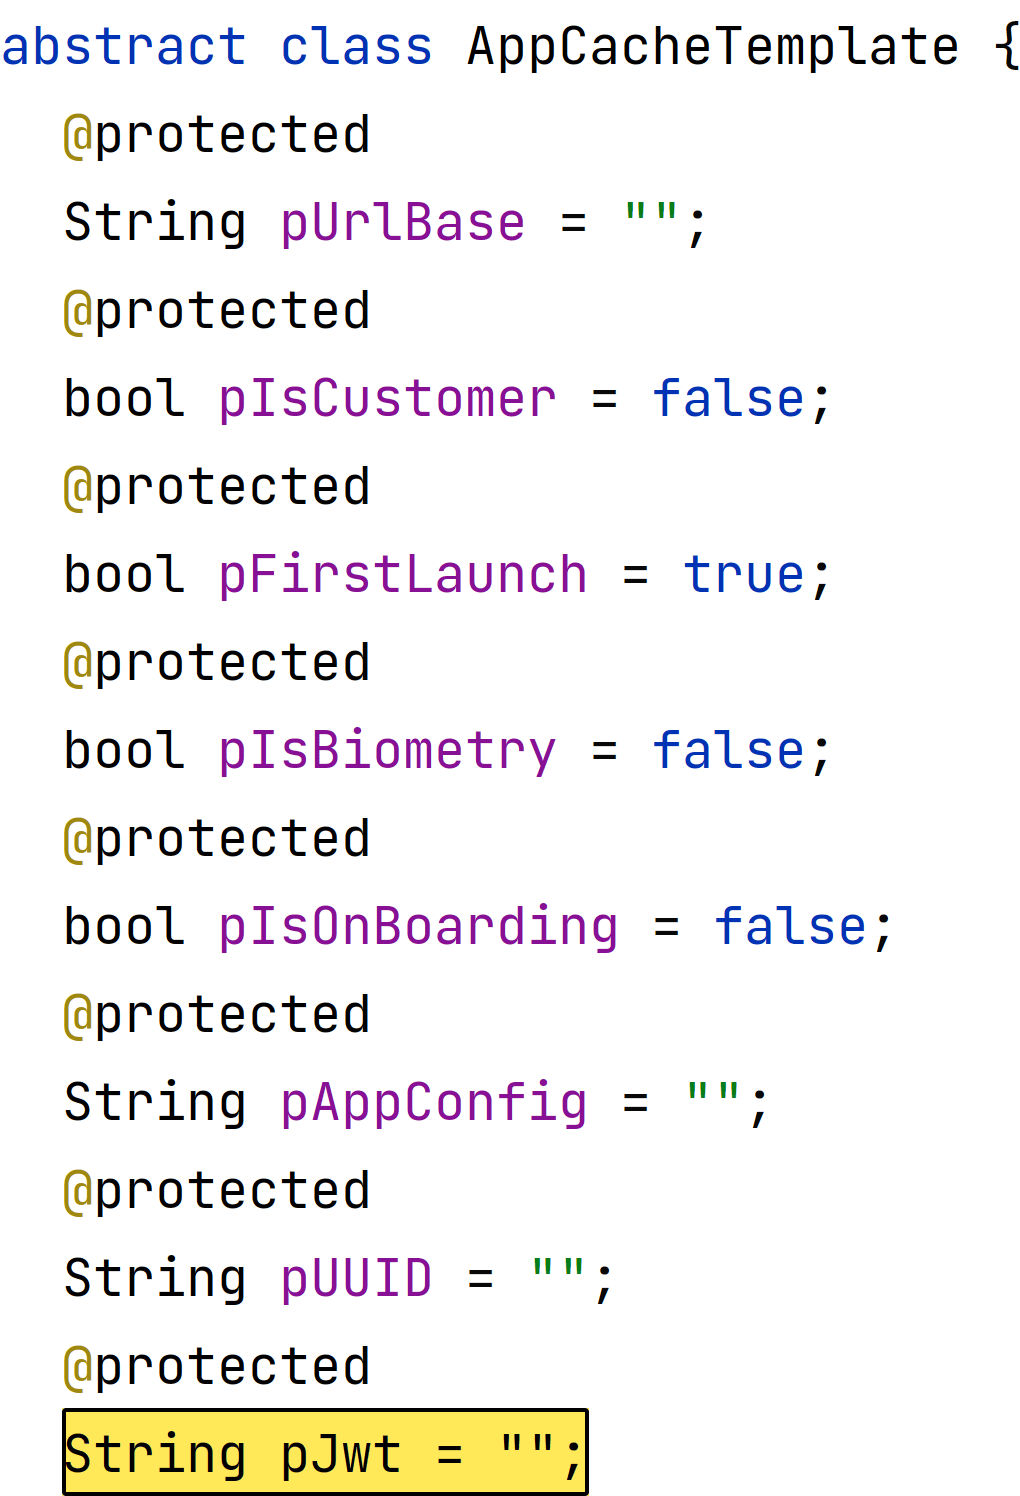 abstract class AppCacheTemplate {
@protected
String pUrlBase = "";
@protected
bool pIsCustomer = false;
@protected
bool pFirstLaunch = true;
@protected
bool pIsBiometry = false;
@protected
bool pIsOnBoarding = false;
@protected
String pAppConfig = "";
@protected
String pUUID = "";
@protected
String pJwt = "";